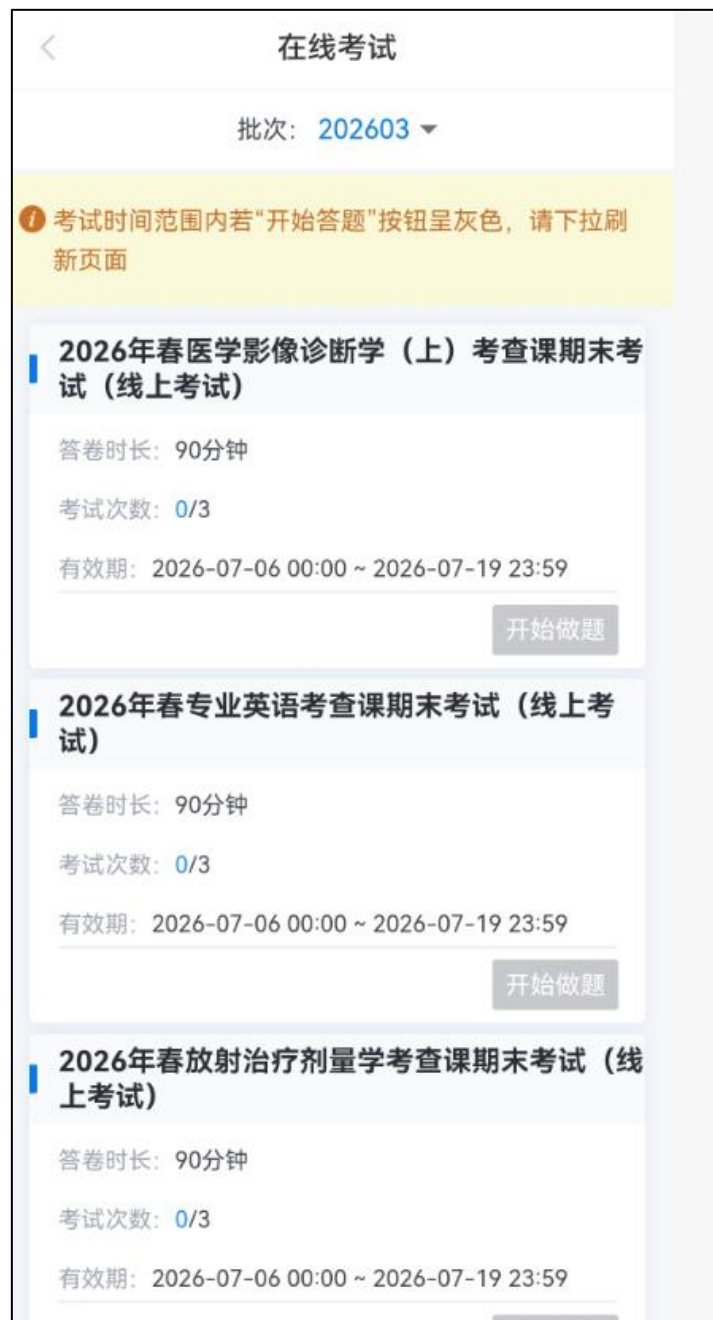 在线考试
批次： 202603
考试时间范围内若“开始答题”按钮呈灰色，请下拉刷
新页面
2026年春医学影像诊断学（上）考查课期末考
试（线上考试）
答卷时长： 90分钟
考试次数： 0/3
有效期： 2026-07-06 00:00 ~ 2026-07-19 23:59
开始做题
2026年春专业英语考查课期末考试（线上考
试）
答卷时长： 90分钟
考试次数： 0/3
有效期： 2026-07-06 00:00 ~ 2026-07-19 23:59
开始做题
2026年春放射治疗剂量学考查课期末考试（线
上考试）
答卷时长： 90分钟
考试次数： 0/3
有效期： 2026-07-06 00:00 ~ 2026-07-19 23:59